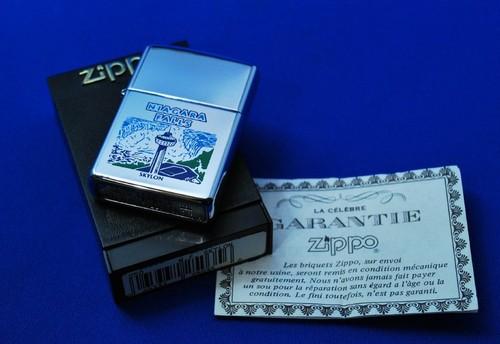 zippo
NIAGARA
FALLS
SKYLON
LA CÉLÈBRE
GARANTIE
Zippo
Les briquets Zippo, sur envoi
à notre usine, seront remis en condition mécanique
gratuitement. Nous n'avons jamais fait payer
un sou pour la réparation sans égard a l'âge ou la
condition. Le fini toutefois, n'est pas garanti.